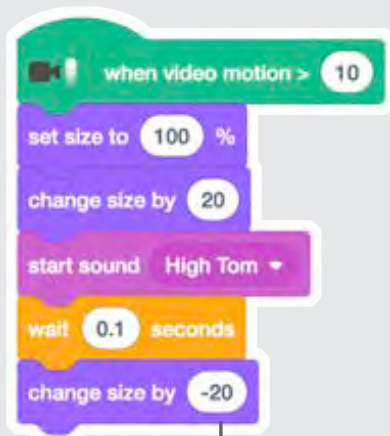 when video motion > 10
set size to 100 %
change size by 20
start sound High Tom
wait 0.1 seconds
change size by -20